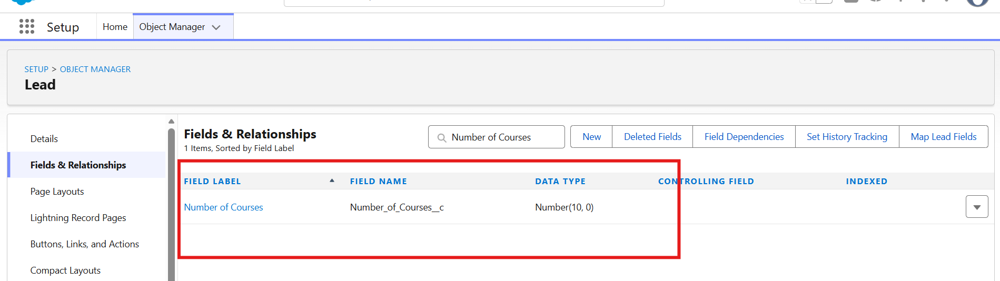 Setup Home Object Manager
SETUP > OBJECT MANAGER
Lead
Details
Fields & Relationships
Page Layouts
Lightning Record Pages
Buttons, Links, and Actions
Compact Layouts
Fields & Relationships
1 Items, Sorted by Field Label
Number of Courses
New Deleted Fields Field Dependencies Set History Tracking Map Lead Fields
FIELD LABEL FIELD NAME DATA TYPE CONTROLLING FIELD INDEXED
Number of Courses Number_of_Courses__c Number(10, 0)